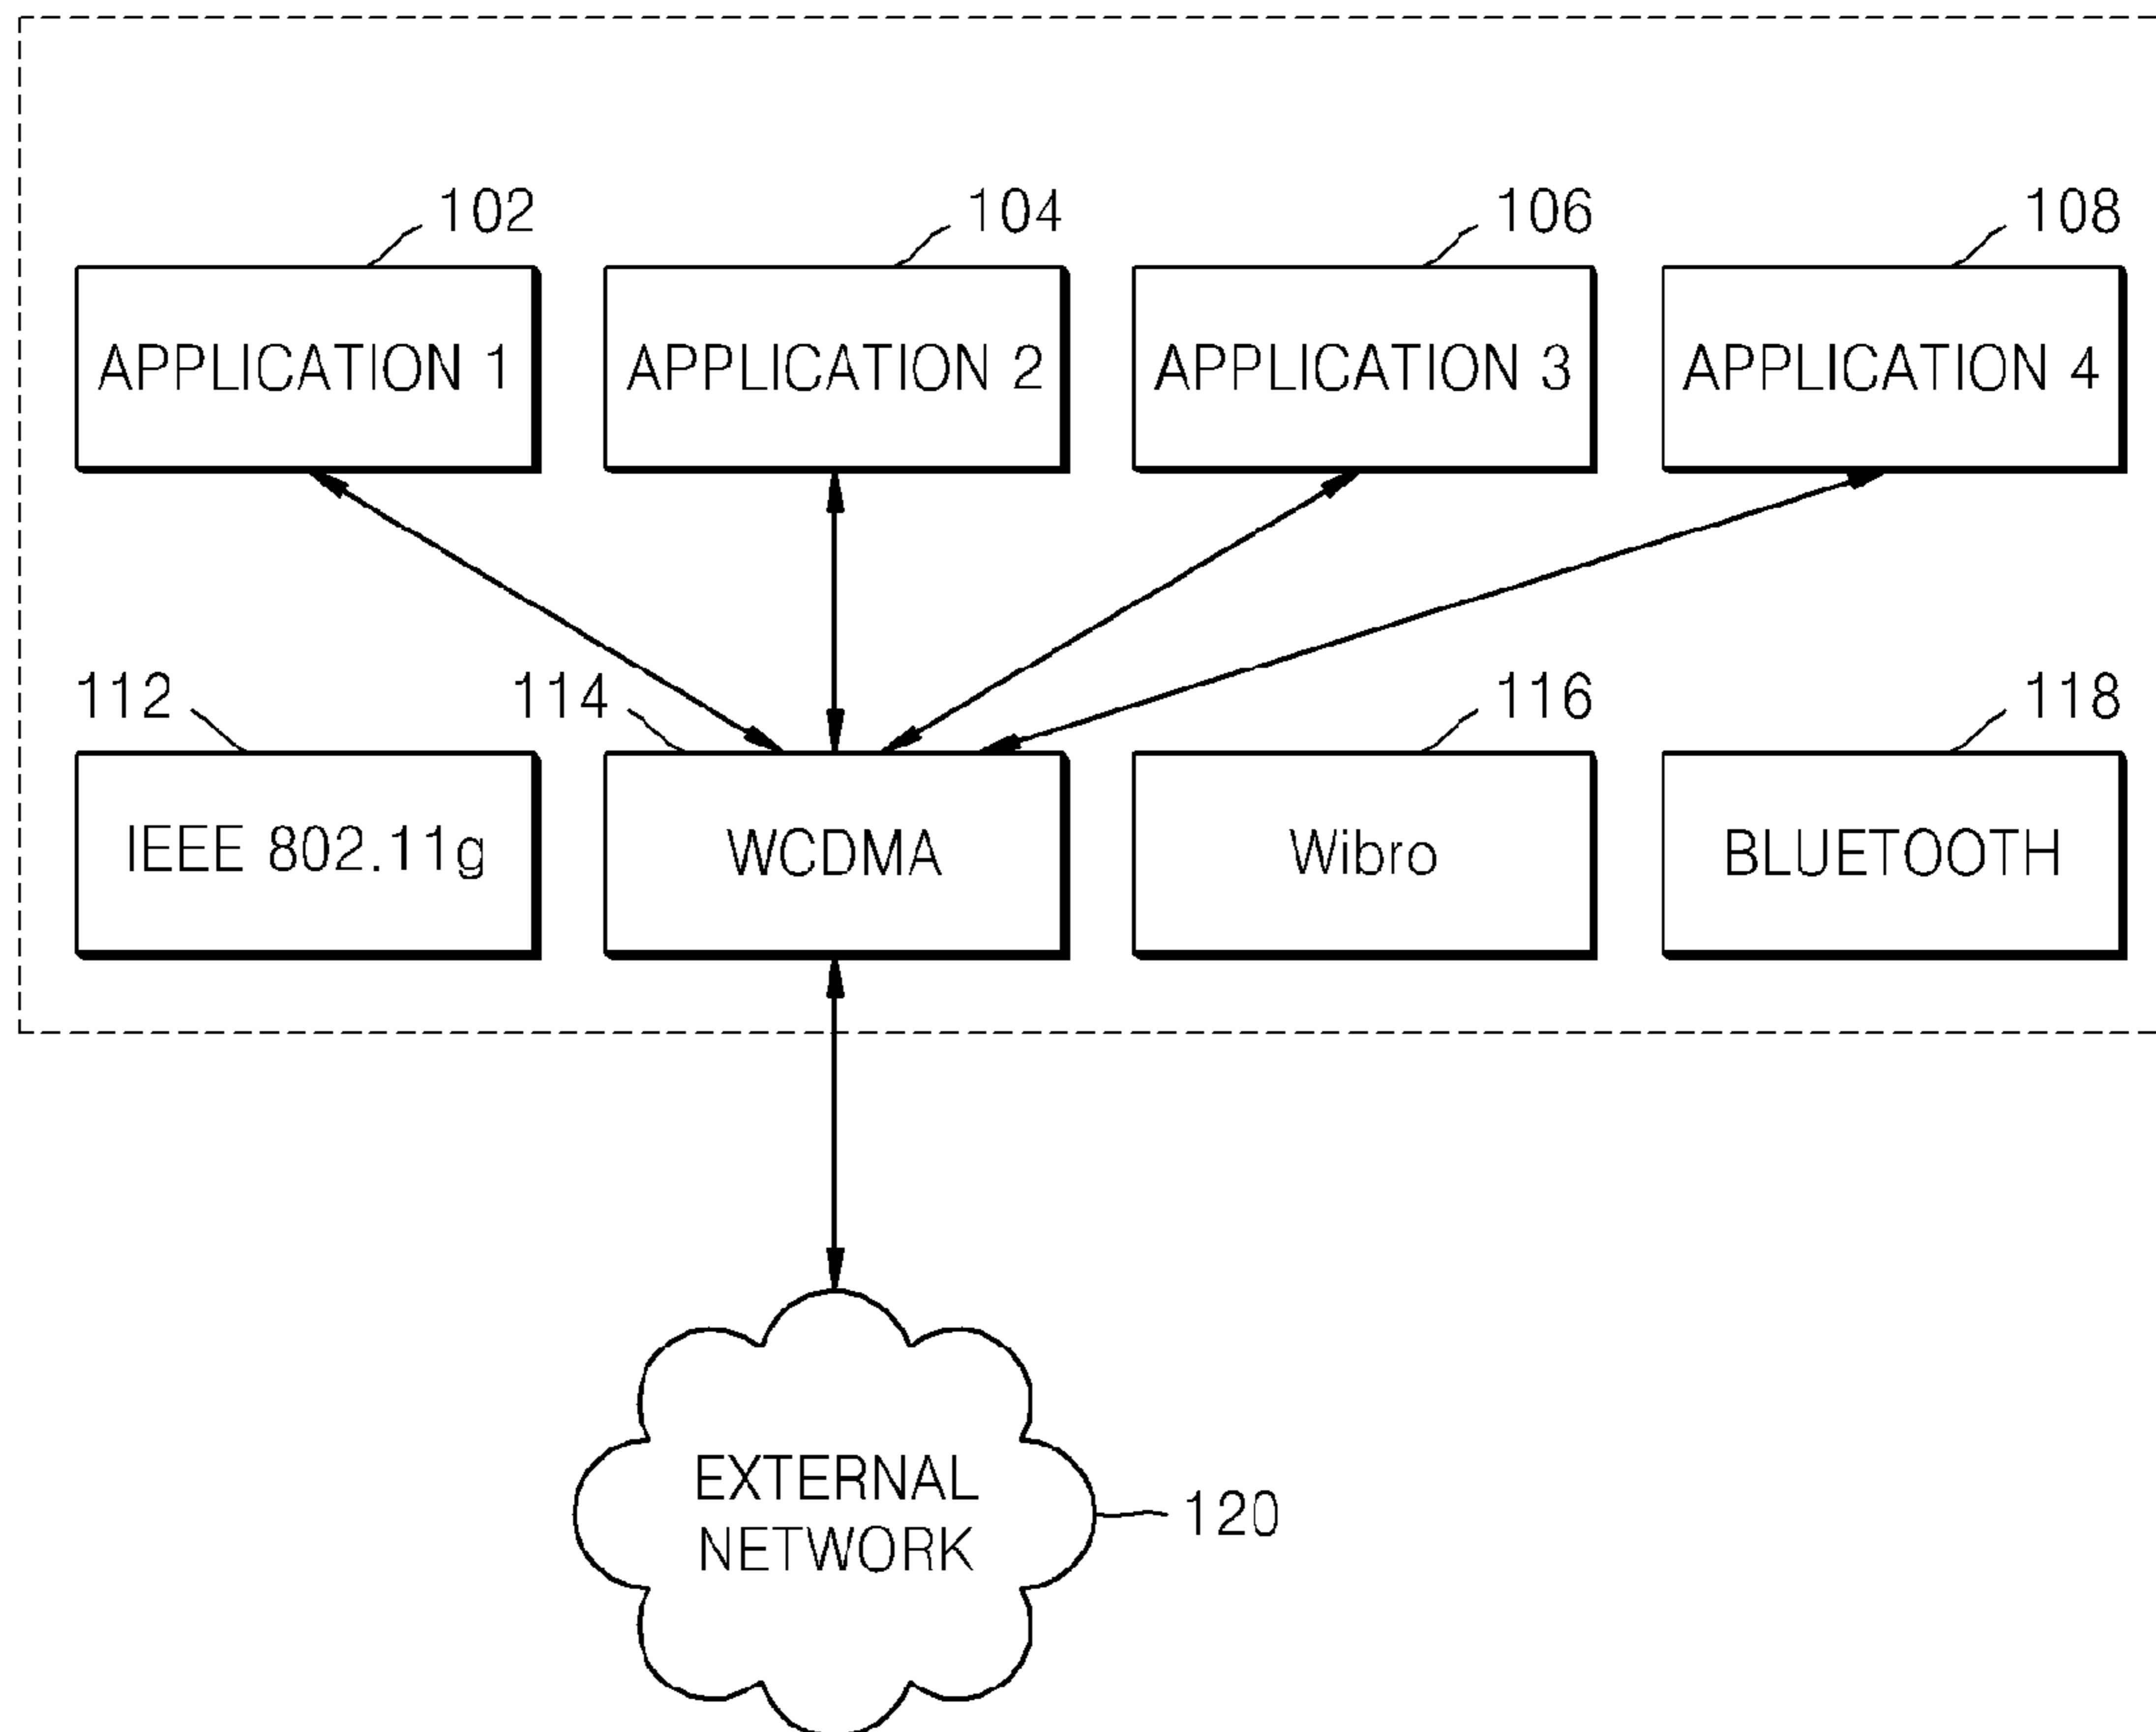 102
104
106
108
APPLICATION 1
APPLICATION 2
APPLICATION 3
APPLICATION 4
112
114
116
118
IEEE 802.11g
WCDMA
Wibro
BLUETOOTH
EXTERNAL
NETWORK
120